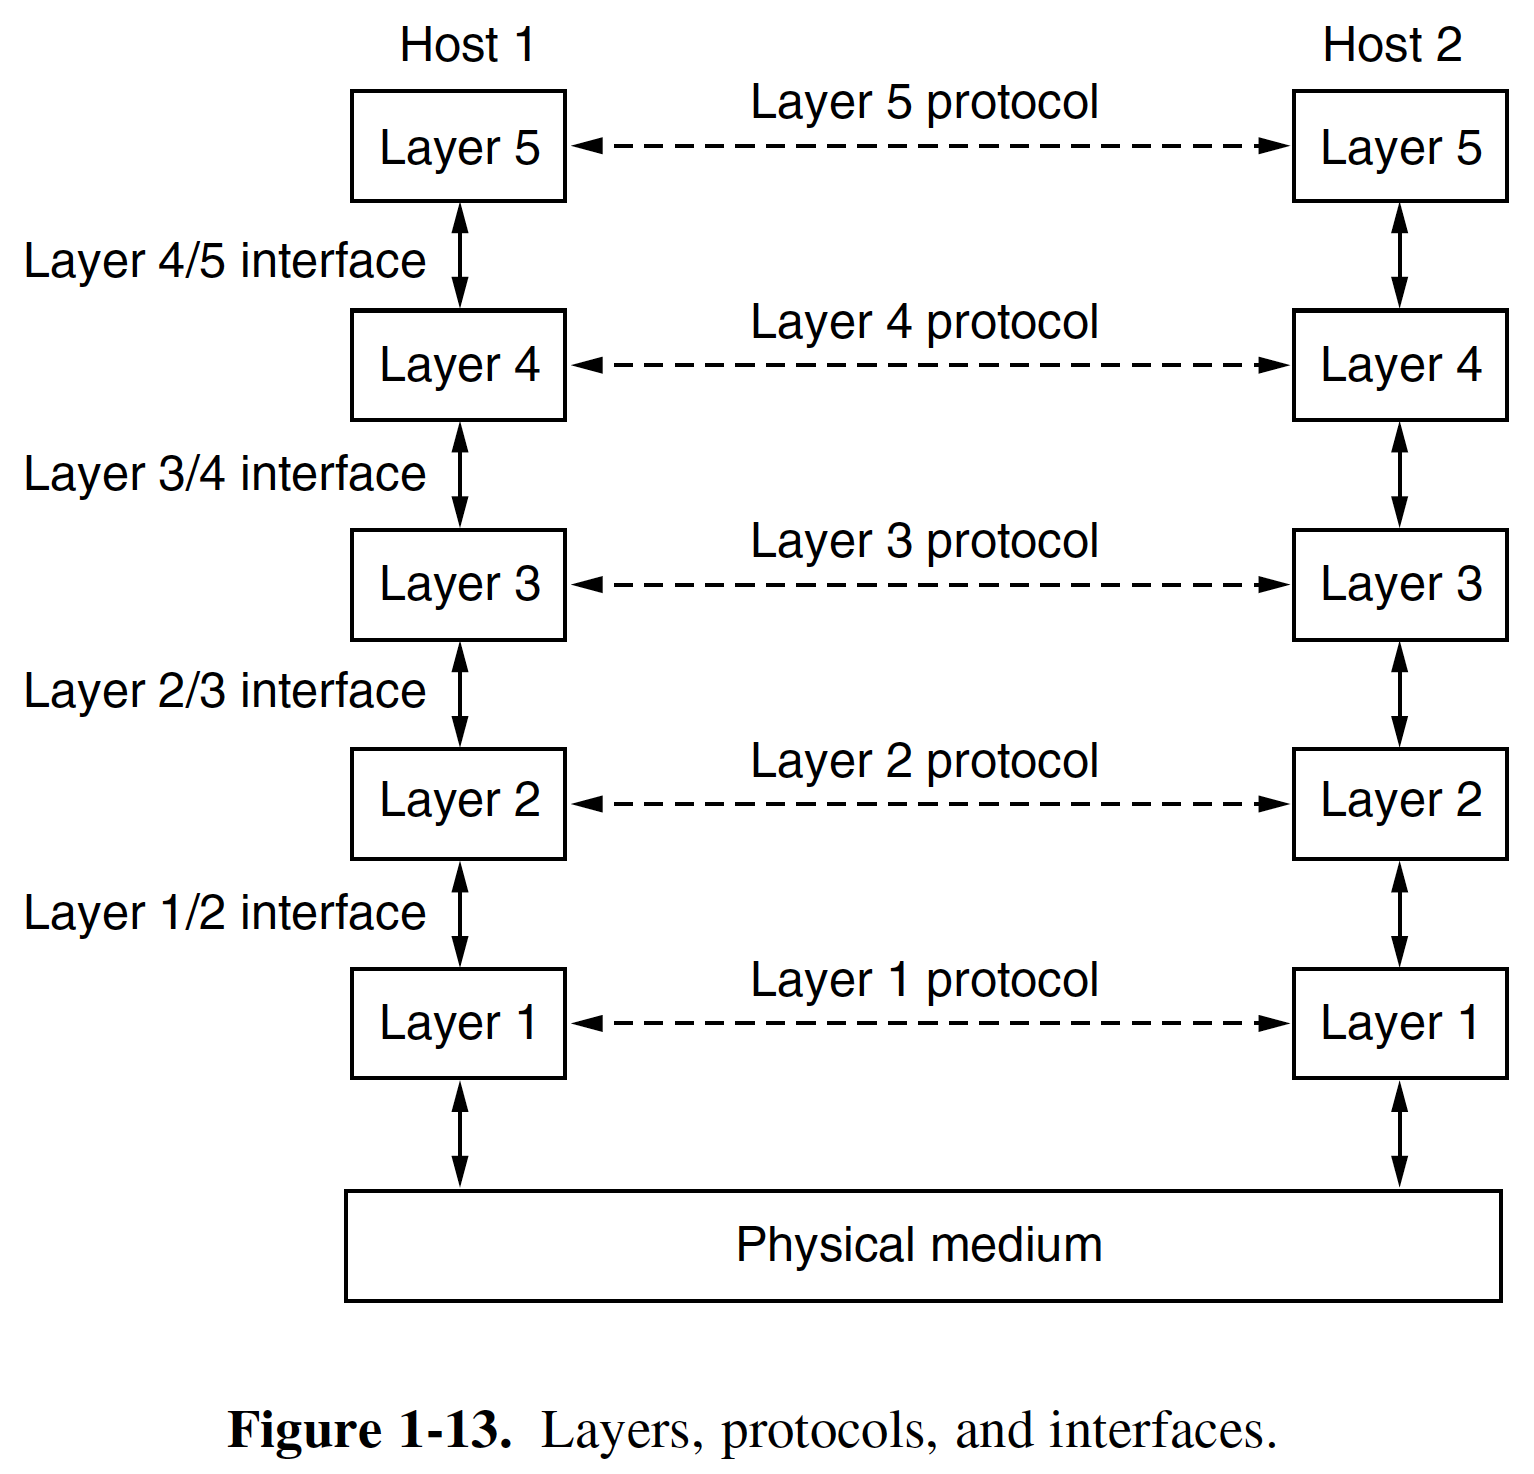 Host 1
Host 2
Layer 5 protocol
Layer 5
Layer 5
Layer 4/5 interface
Layer 4 protocol
Layer 4
Layer 4
Layer 3/4 interface
Layer 3 protocol
Layer 3
Layer 3
Layer 2/3 interface
Layer 2 protocol
Layer 2
Layer 2
Layer 1/2 interface
Layer 1 protocol
Layer 1
Layer 1
Physical medium
Figure 1-13. Layers, protocols, and interfaces.